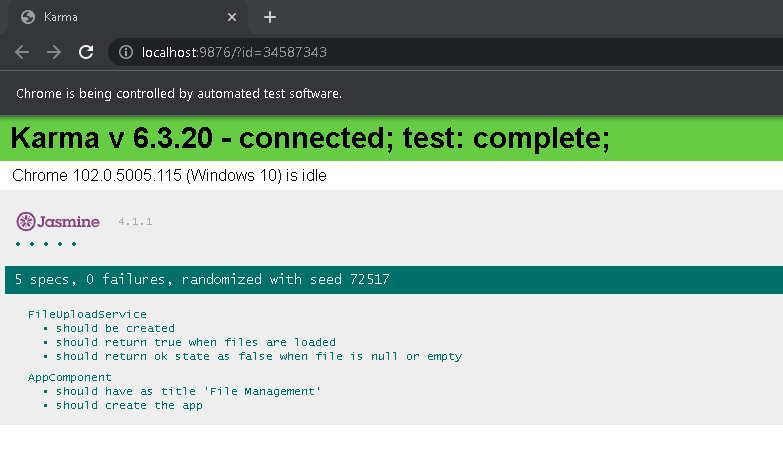 Karma
localhost:9876/?id=34587343
Chrome is being controlled by automated test software.
Karma v 6.3.20 - connected; test: complete;
Chrome 102.0.5005.115 (Windows 10) is idle
Jasmine 4.1.1
• • • • •
5 specs, 0 failures, randomized with seed 72517
FileUploadService
• should be created
• should return true when files are loaded
• should return ok state as false when file is null or empty
AppComponent
• should have as title 'File Management'
• should create the app